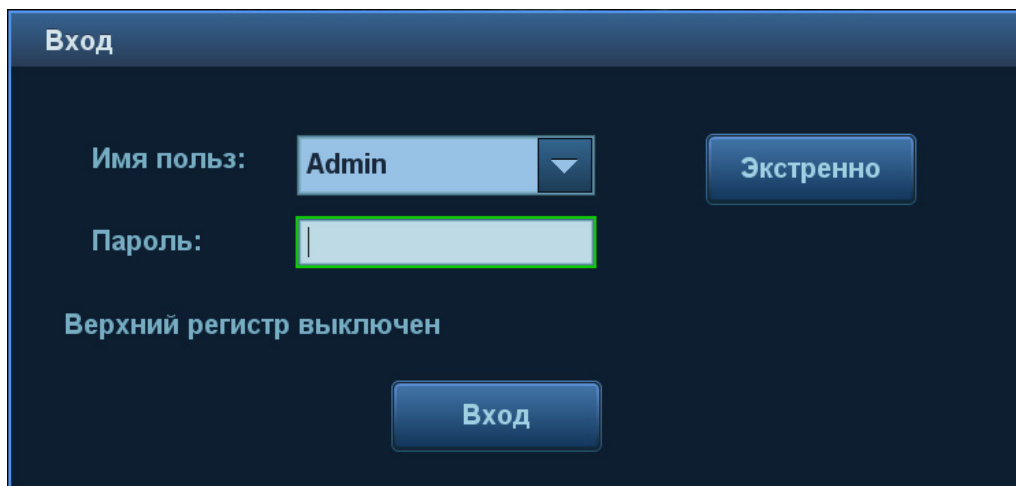 Вход
Имя польз:
Admin
Экстренно
Пароль:
Верхний регистр выключен
Вход